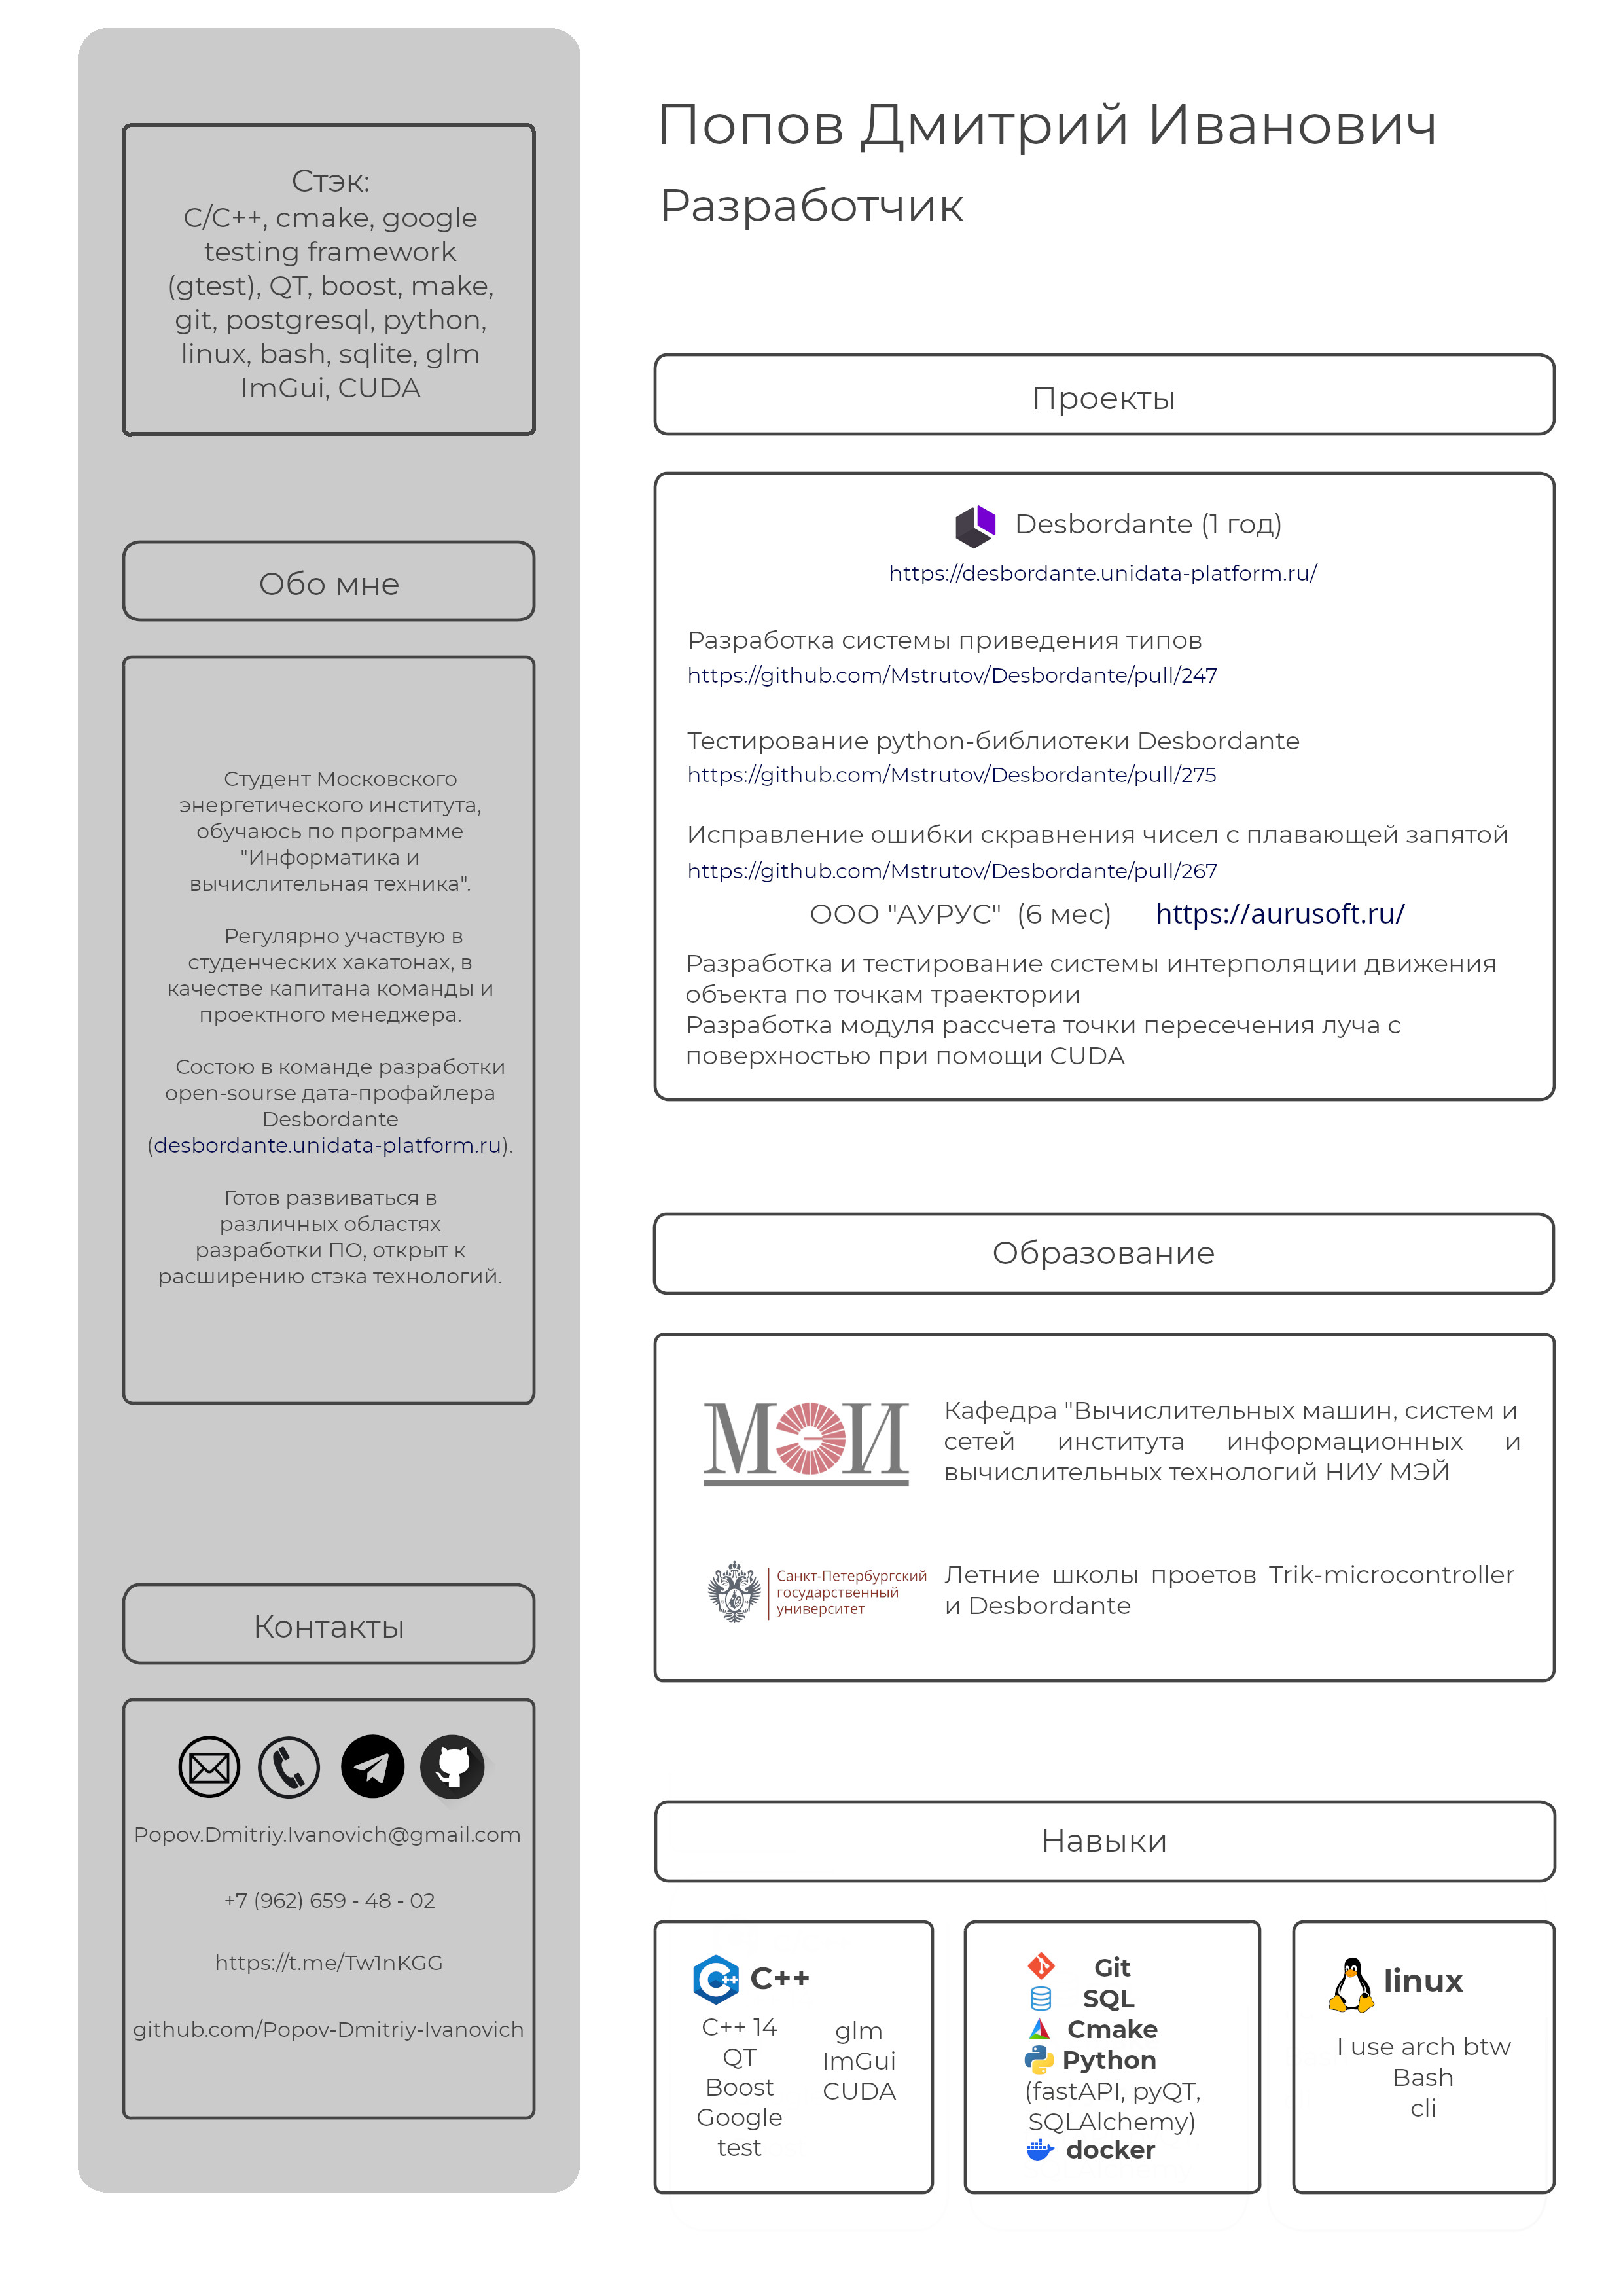 Стэк:
C/C++, cmake, google
testing framework
(gtest), QT, boost, make,
git, postgresql, python,
linux, bash, sqlite, glm
ImGui, CUDA
Обо мне
Студент Московского
энергетического института,
обучаюсь по программе
"Информатика и
вычислительная техника".
Регулярно участвую в
студенческих хакатонах, в
качестве капитана команды и
проектного менеджера.
Состою в команде разработки
open-sourse дата-профайлера
Desbordante
(desbordante.unidata-platform.ru).
Готов развиваться в
различных областях
разработки ПО, открыт к
расширению стэка технологий.
Контакты
Popov.Dmitriy.Ivanovich@gmail.com
+7 (962) 659 - 48 - 02
https://t.me/Tw1nKGG
github.com/Popov-Dmitriy-Ivanovich
Попов Дмитрий Иванович
Разработчик
Проекты
Desbordante (1 год)
https://desbordante.unidata-platform.ru/
Разработка системы приведения типов
https://github.com/Mstrutov/Desbordante/pull/247
Тестирование python-библиотеки Desbordante
https://github.com/Mstrutov/Desbordante/pull/275
Исправление ошибки скравнения чисел с плавающей запятой
https://github.com/Mstrutov/Desbordante/pull/267
ООО "АУРУС" (6 мес) https://aurusoft.ru/
Разработка и тестирование системы интерполяции движения
объекта по точкам траектории
Разработка модуля рассчета точки пересечения луча с
поверхностью при помощи CUDA
Образование
МЭИ
Кафедра "Вычислительных машин, систем и
сетей института информационных и
вычислительных технологий НИУ МЭЙ
Санкт-Петербургский
государственный
университет
Летние школы проетов Trik-microcontroller
и Desbordante
Навыки
C++
C++ 14
QT
Boost
Google
test
glm
ImGui
CUDA
Git
SQL
Cmake
Python
(fastAPI, pyQT,
SQLAlchemy)
docker
linux
I use arch btw
Bash
cli